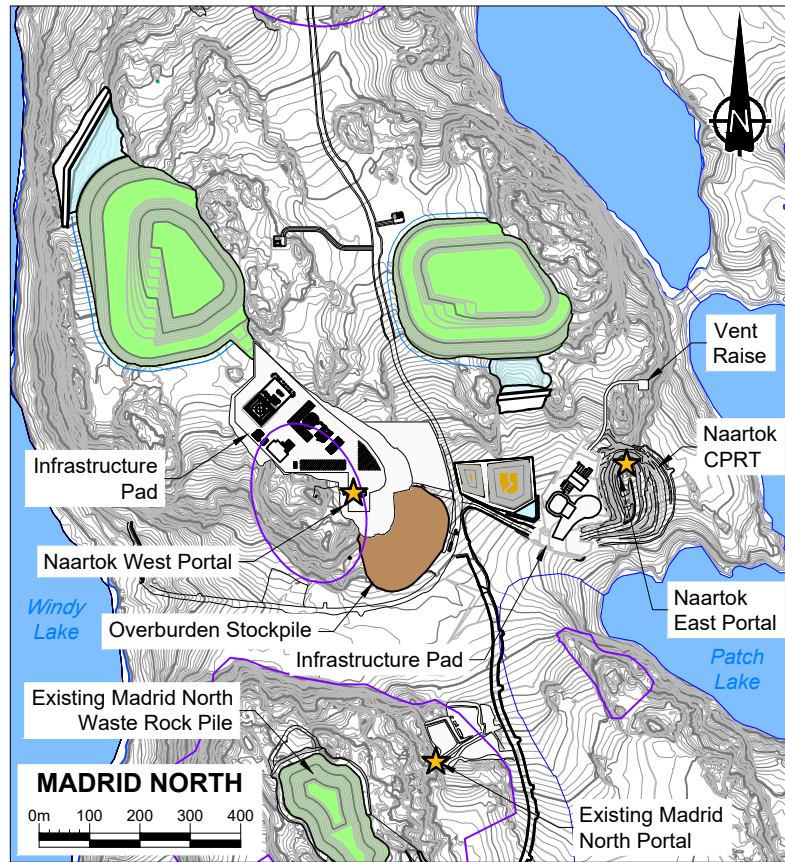 N
Vent
Raise
Naartok
CPRT
Infrastructure
Pad
Naartok West Portal
Naartok
East Portal
Windy
Lake
Overburden Stockpile
Infrastructure Pad
Patch
Lake
Existing Madrid North
Waste Rock Pile
MADRID NORTH
0m 100 200 300 400
Existing Madrid
North Portal